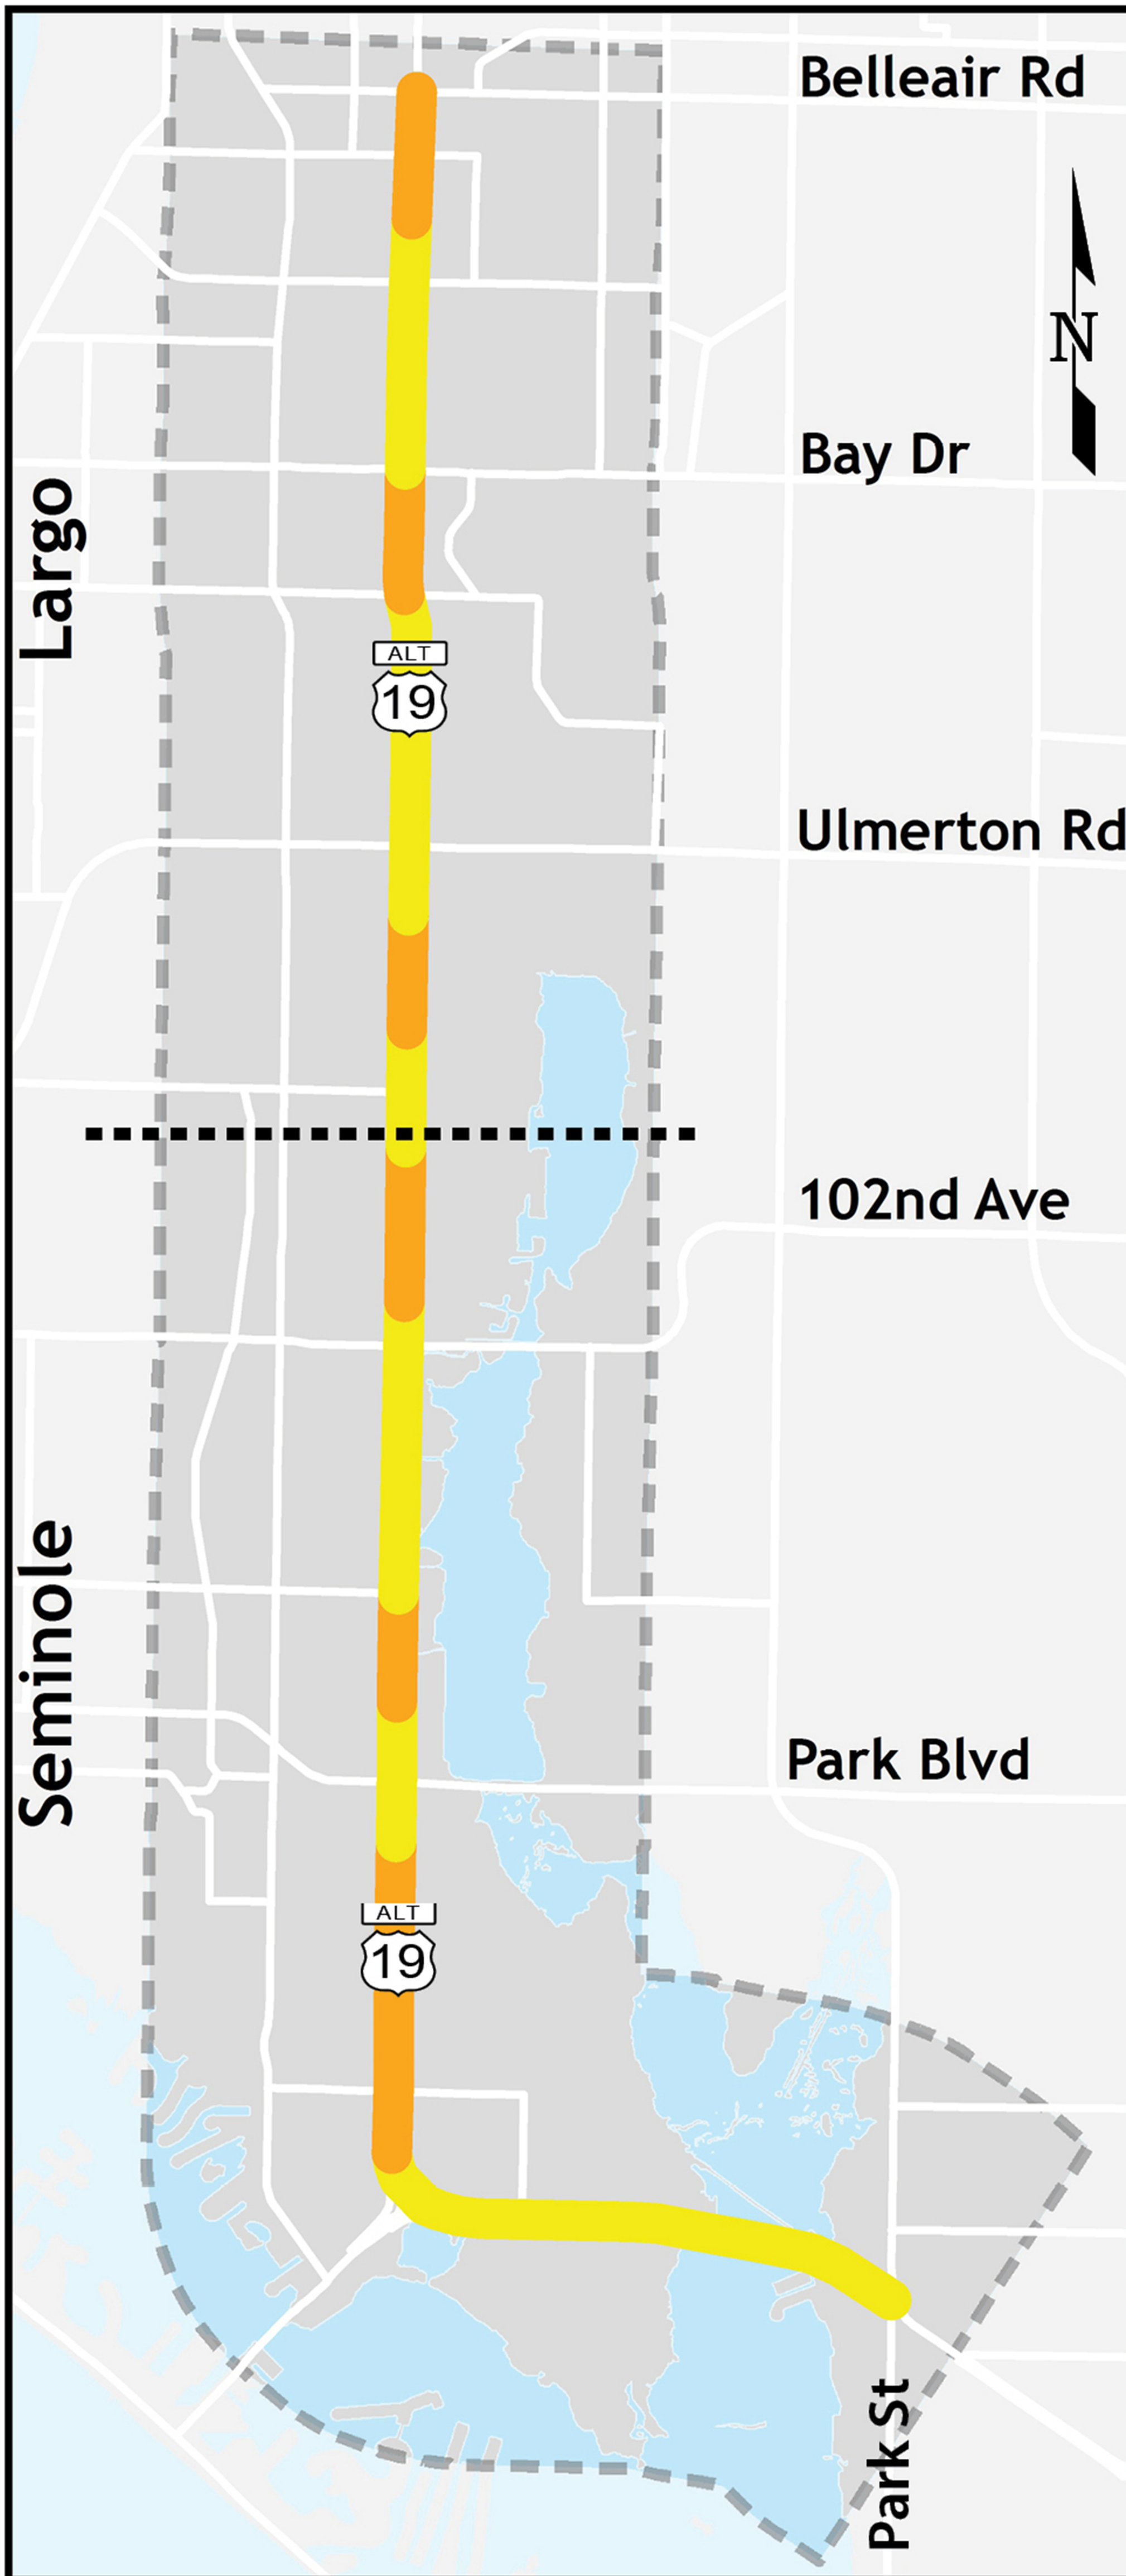 Belleair Rd
N
Bay Dr
Largo
ALT
19
Ulmerton Rd
102nd Ave
Seminole
Park Blvd
ALT
19
Park St